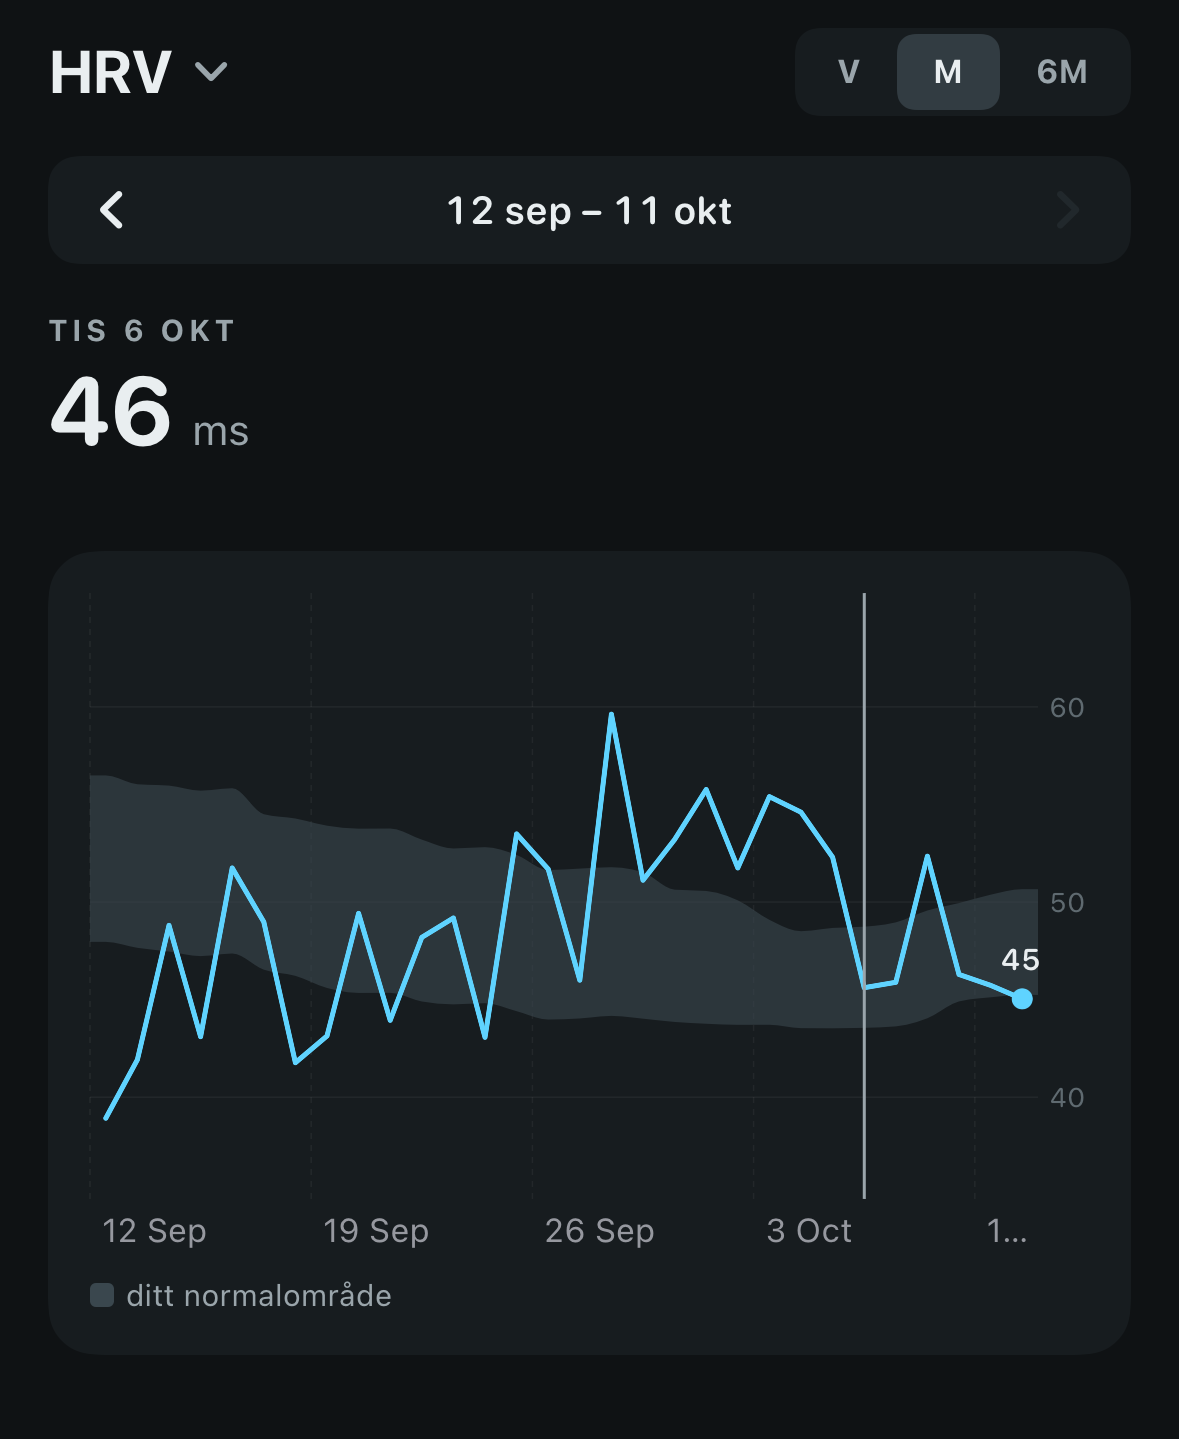 HRV
V M 6M
12 sep – 11 okt
TIS 6 OKT
46 ms
60
50
45
40
12 Sep 19 Sep 26 Sep 3 Oct 1...
ditt normalområde